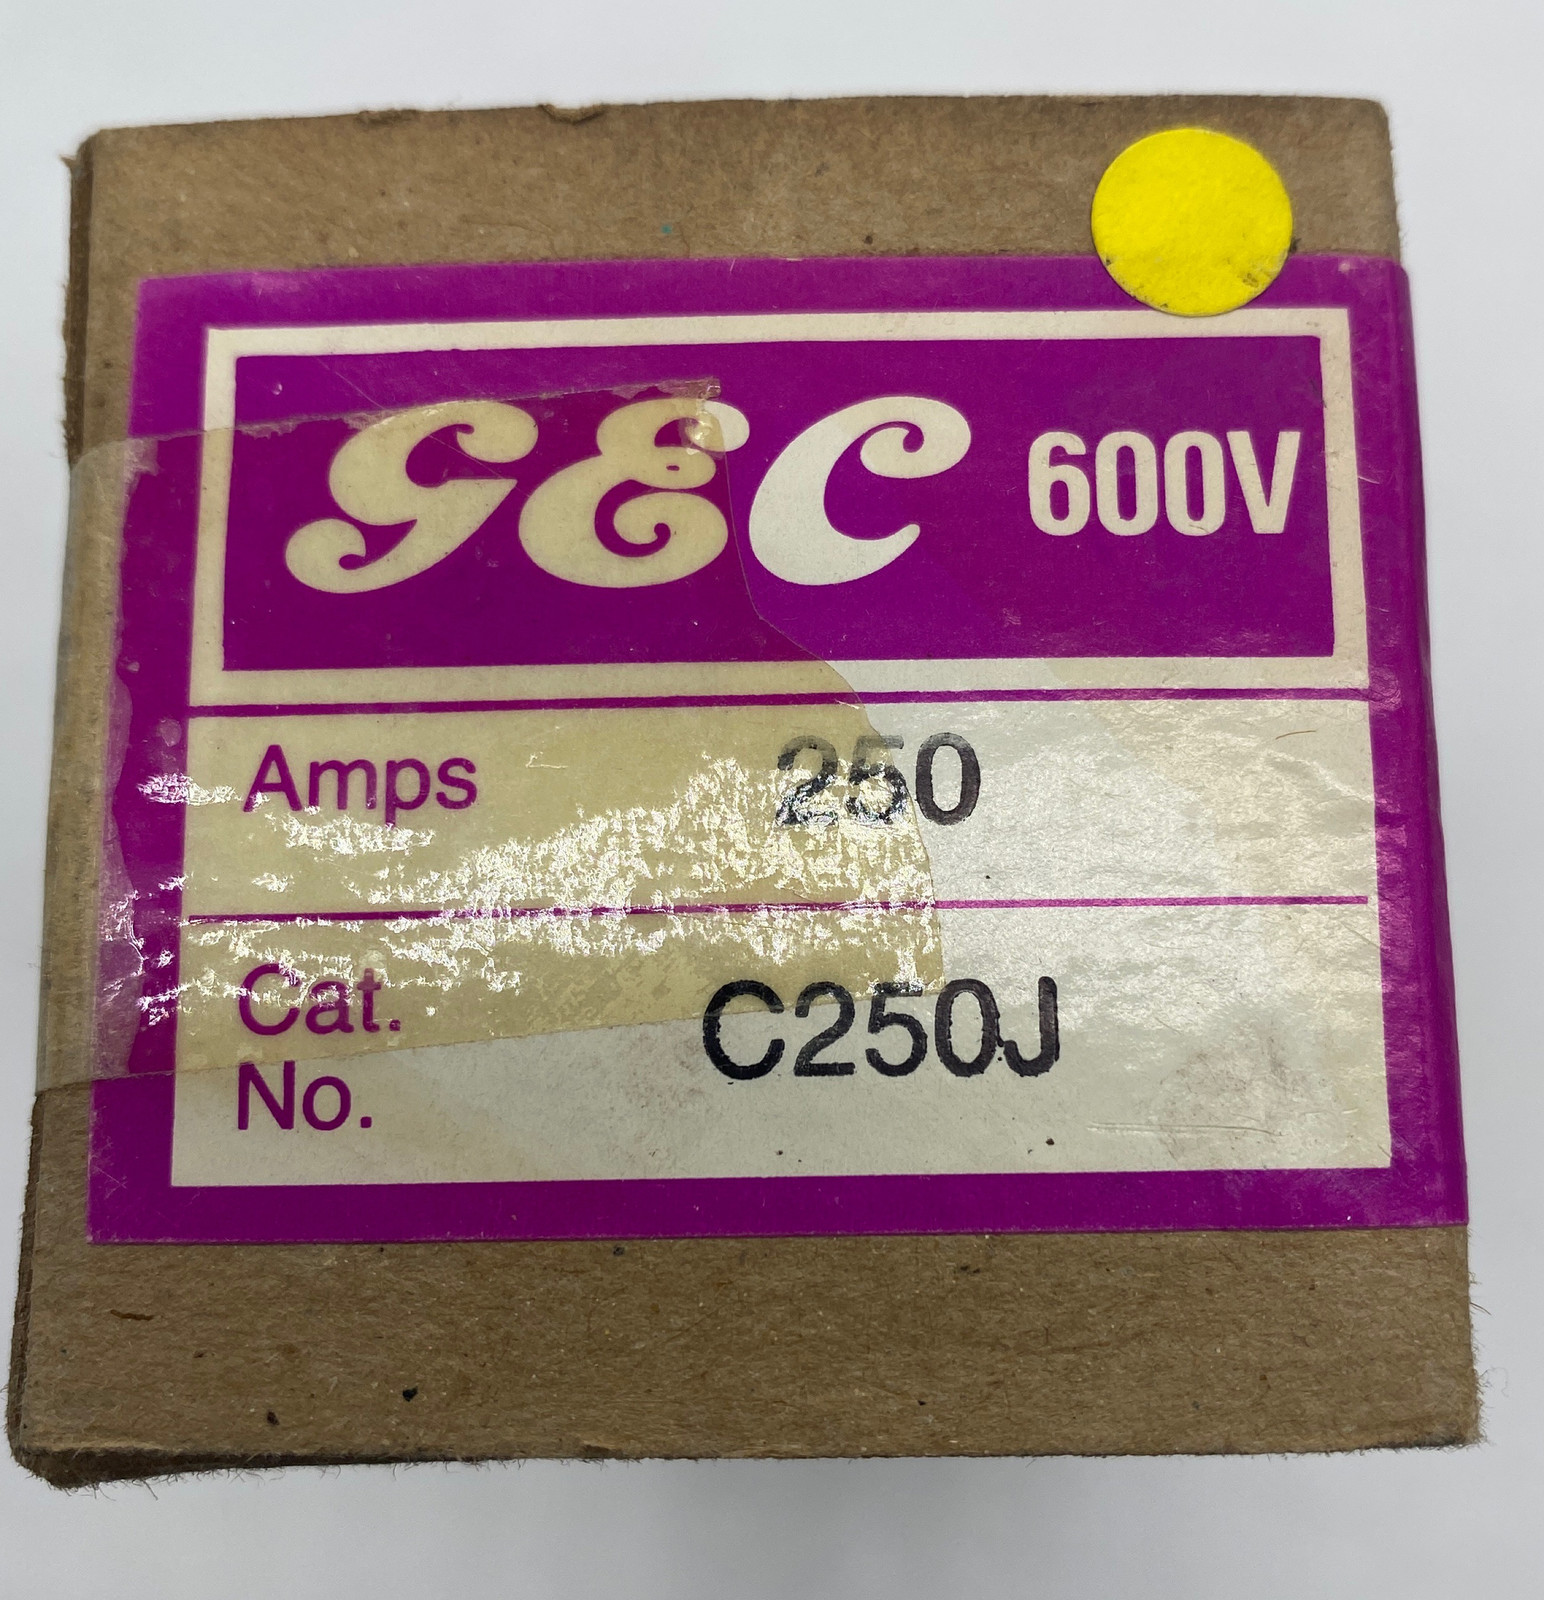 GEC 600V
Amps 250
Cat. C250J
No.